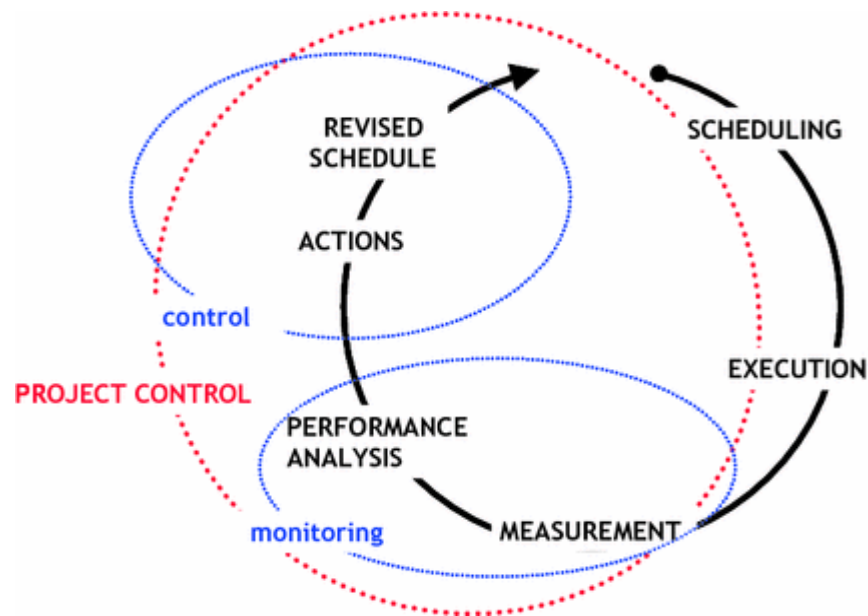 REVISED
SCHEDULE
SCHEDULING
ACTIONS
control
EXECUTION
PROJECT CONTROL
PERFORMANCE
ANALYSIS
monitoring
MEASUREMENT